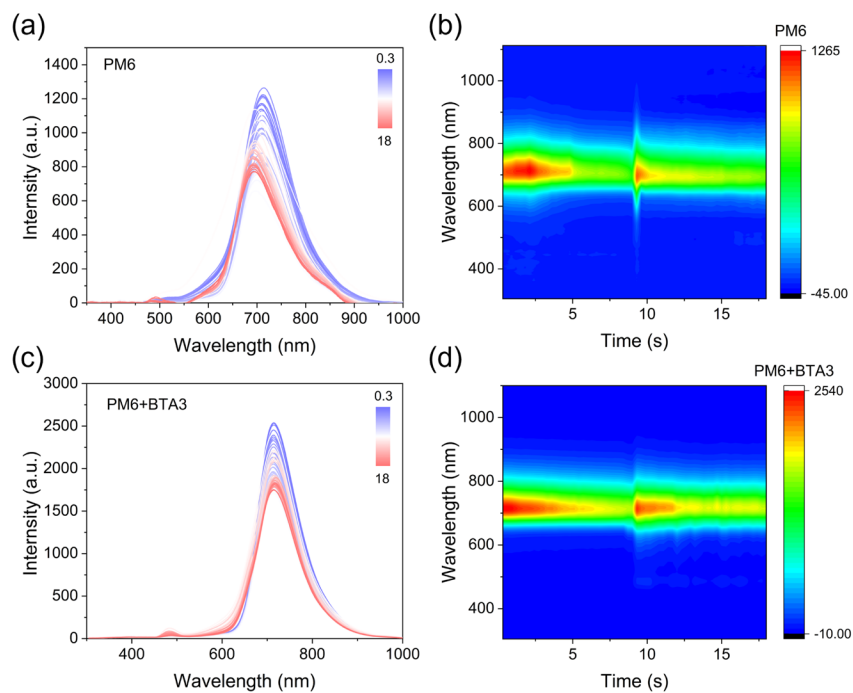 (a)
PM6
0.3
18
1400
1200
1000
800
600
400
200
0
400 500 600 700 800 900 1000
Internsity (a.u.)
Wavelength (nm)
(b)
PM6
1265
-45.00
1000
800
600
400
5 10 15
Wavelength (nm)
Time (s)
(c)
PM6+BTA3
0.3
18
3000
2500
2000
1500
1000
500
0
400 600 800 1000
Internsity (a.u.)
Wavelength (nm)
(d)
PM6+BTA3
2540
-10.00
1000
800
600
400
5 10 15
Wavelength (nm)
Time (s)